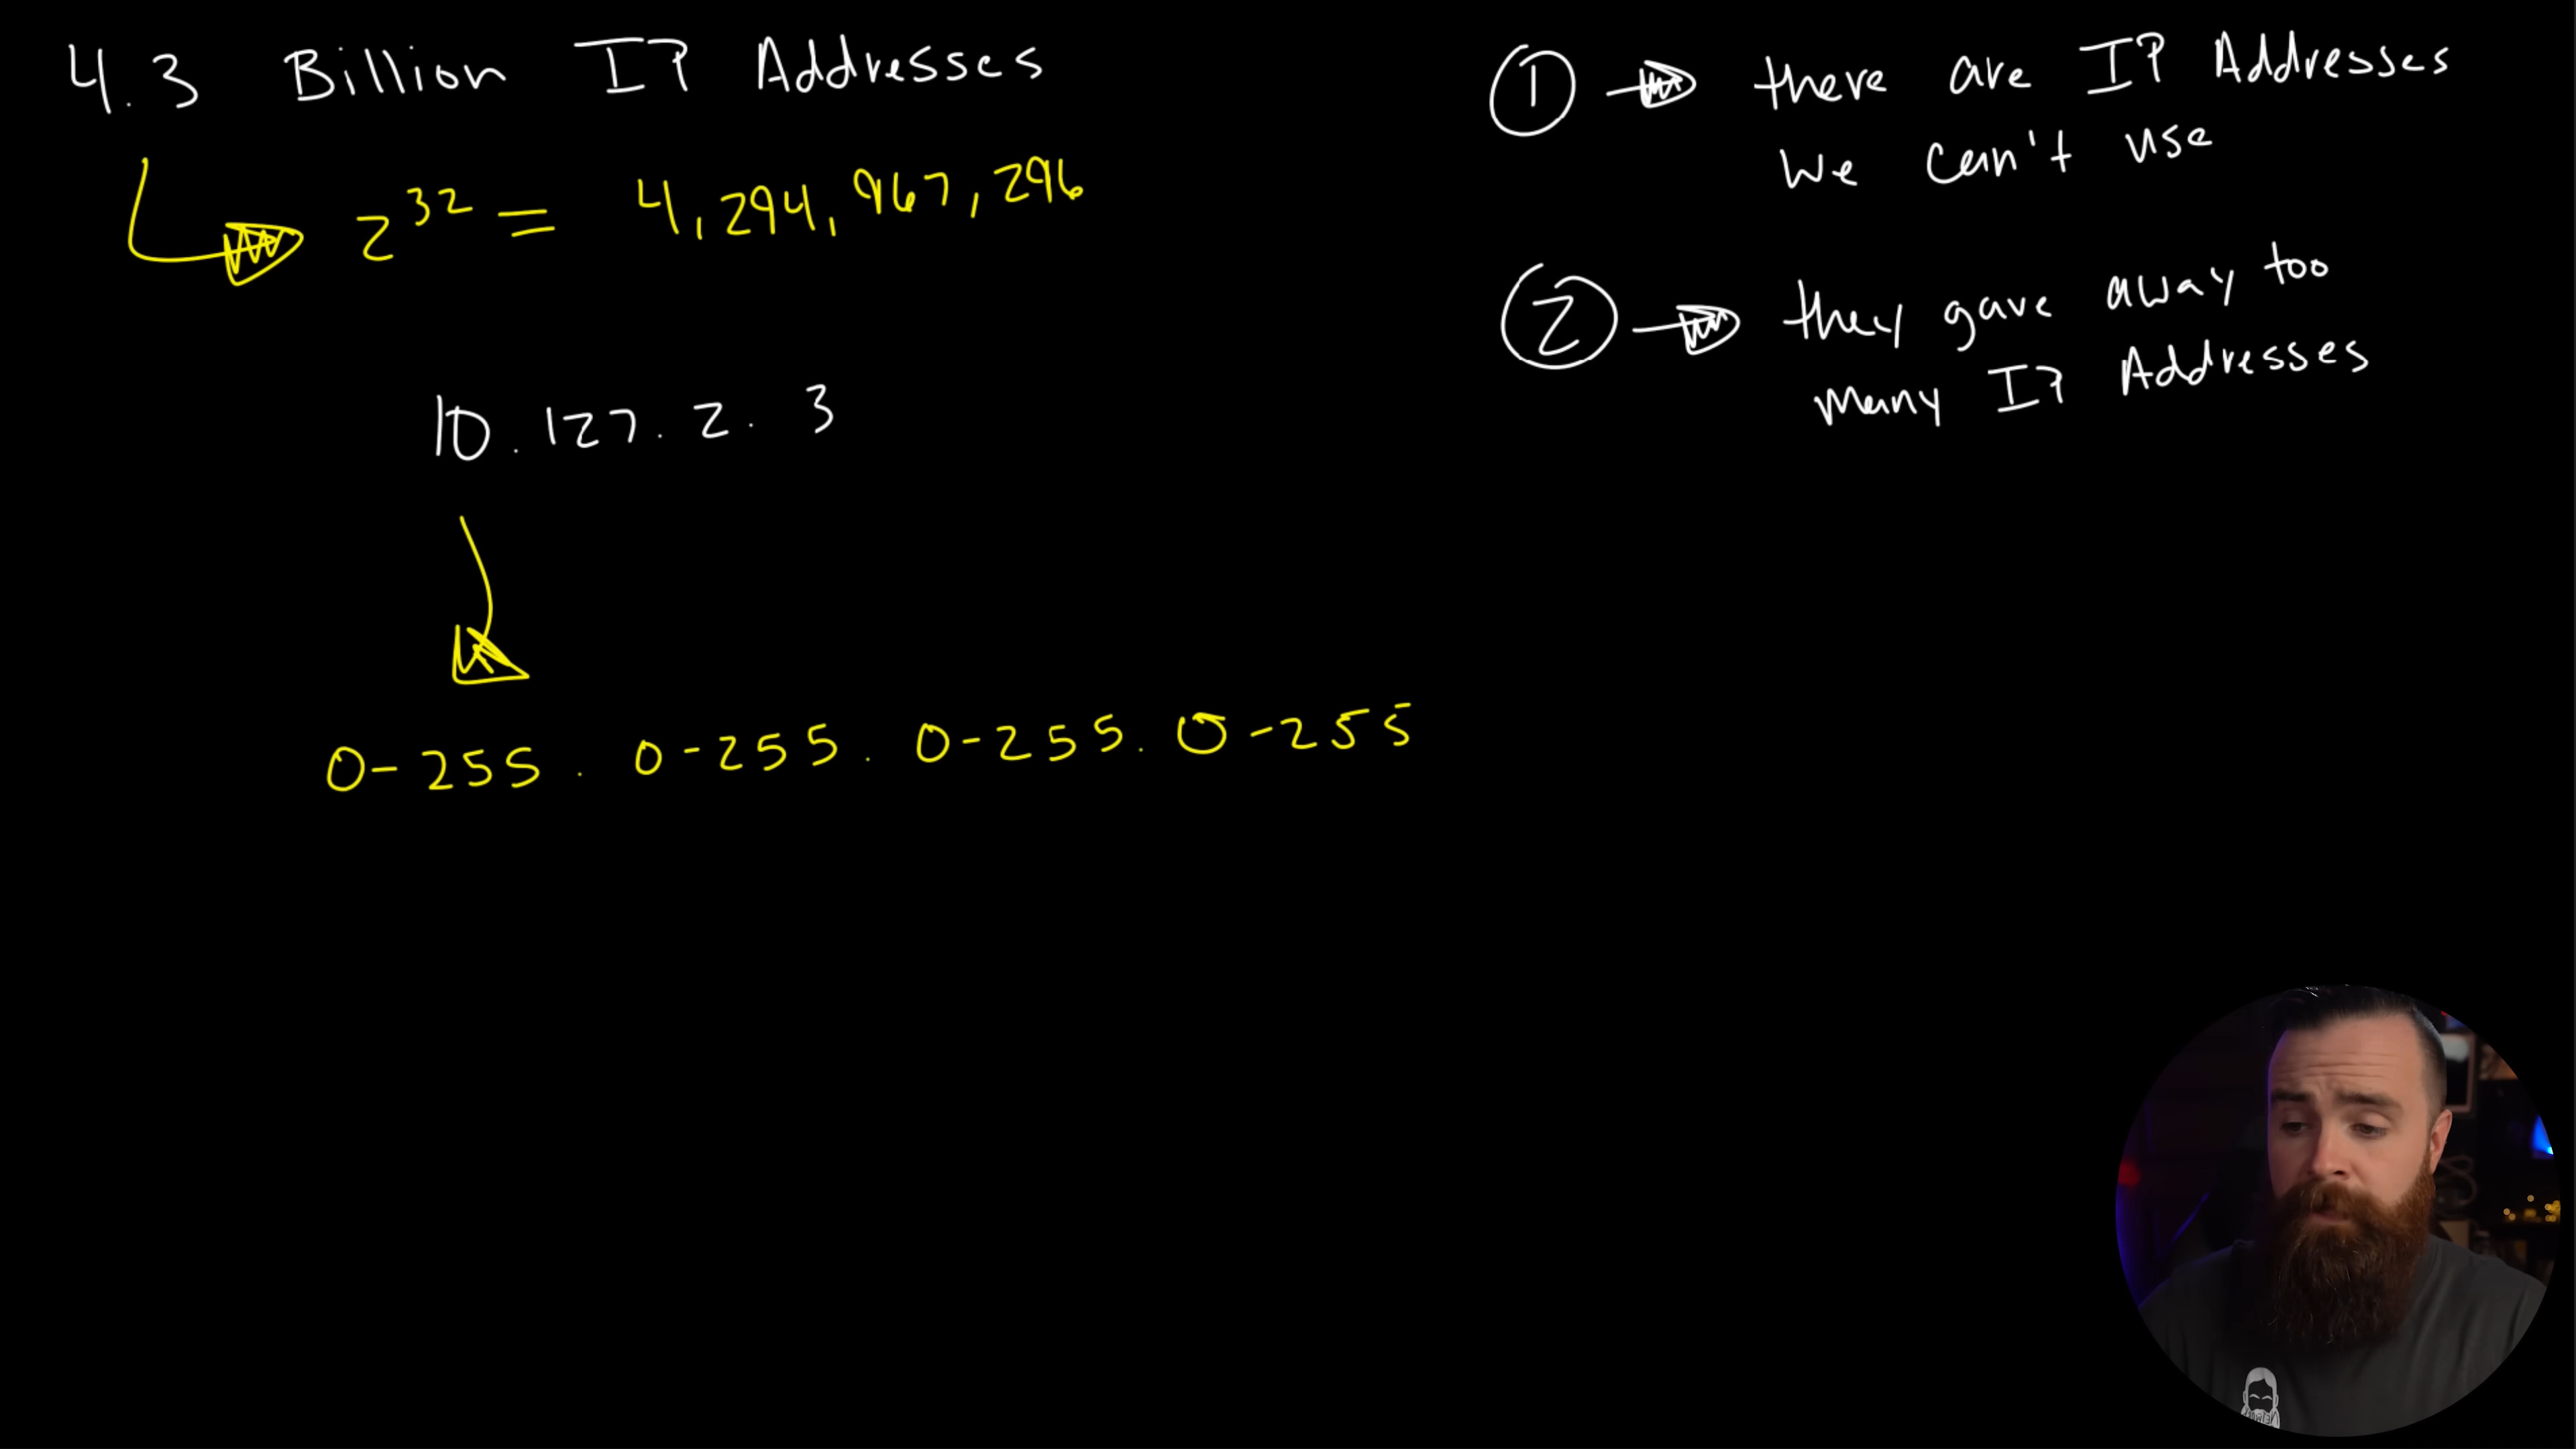 4.3 Billion IP Addresses
2^32 = 4,294,967,296
10.127.2.3
0-255 . 0-255 . 0-255 . 0-255
1 there are IP Addresses
we can't use
2 they gave away too
many IP Addresses